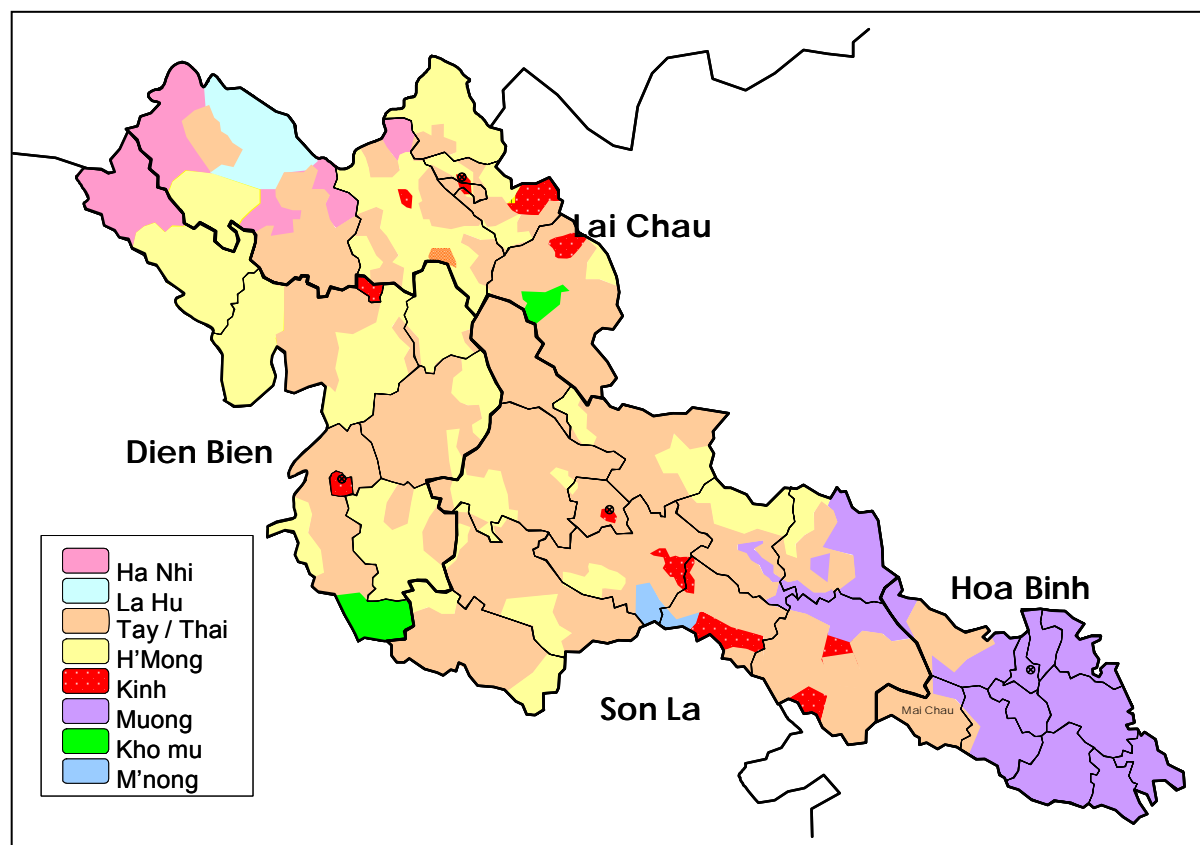 Lai Chau
Dien Bien
Hoa Binh
Son La
Mai Chau
Ha Nhi
La Hu
Tay / Thai
H'Mong
Kinh
Muong
Kho mu
M'nong